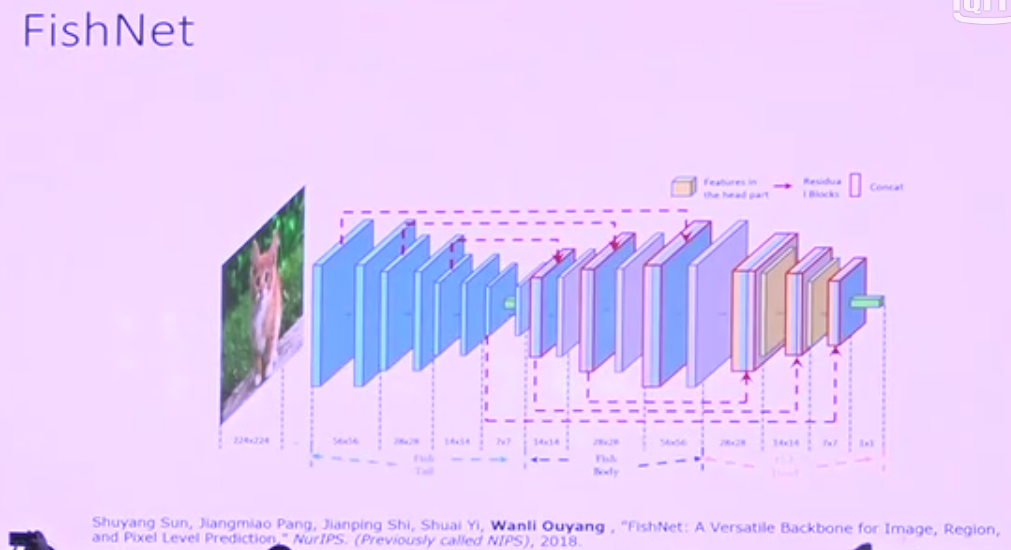 FishNet
Features in
the head part
Residua
l Blocks
Concat
224x224
...
56x56
28x28
14x14
7x7
14x14
28x28
56x56
28x28
14x14
7x7
1x1
Fish
Tail
Fish
Body
Fish
Head
Shuyang Sun, Jiangmiao Pang, Jianping Shi, Shuai Yi, Wanli Ouyang , "FishNet: A Versatile Backbone for Image, Region,
and Pixel Level Prediction." NurIPS. (Previously called NIPS), 2018.